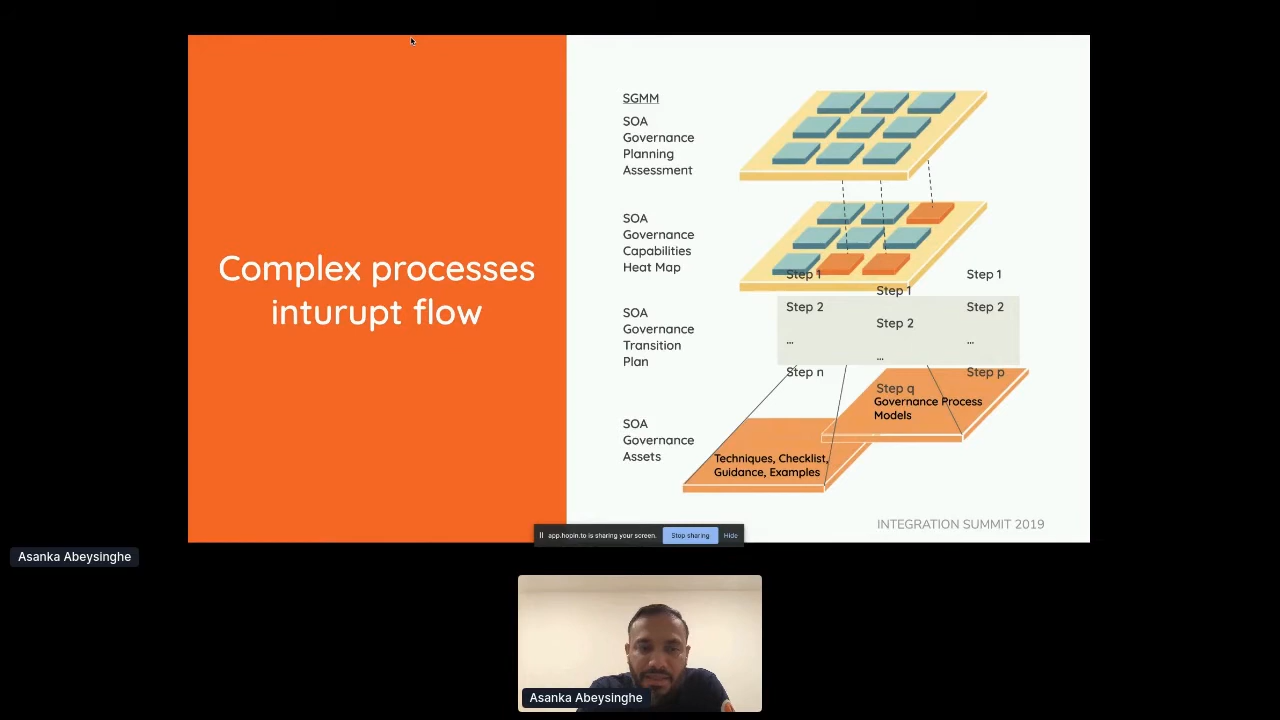 Complex processes
inturupt flow
SGMM
SOA
Governance
Planning
Assessment
SOA
Governance
Capabilities
Heat Map
SOA
Governance
Transition
Plan
SOA
Governance
Assets
Step 1
Step 2
...
Step n
Step 1
Step 2
...
Step q
Step 1
Step 2
...
Step p
Governance Process
Models
Techniques, Checklist,
Guidance, Examples
INTEGRATION SUMMIT 2019
app.hopin.to is sharing your screen. Stop sharing Hide
Asanka Abeysinghe
Asanka Abeysinghe